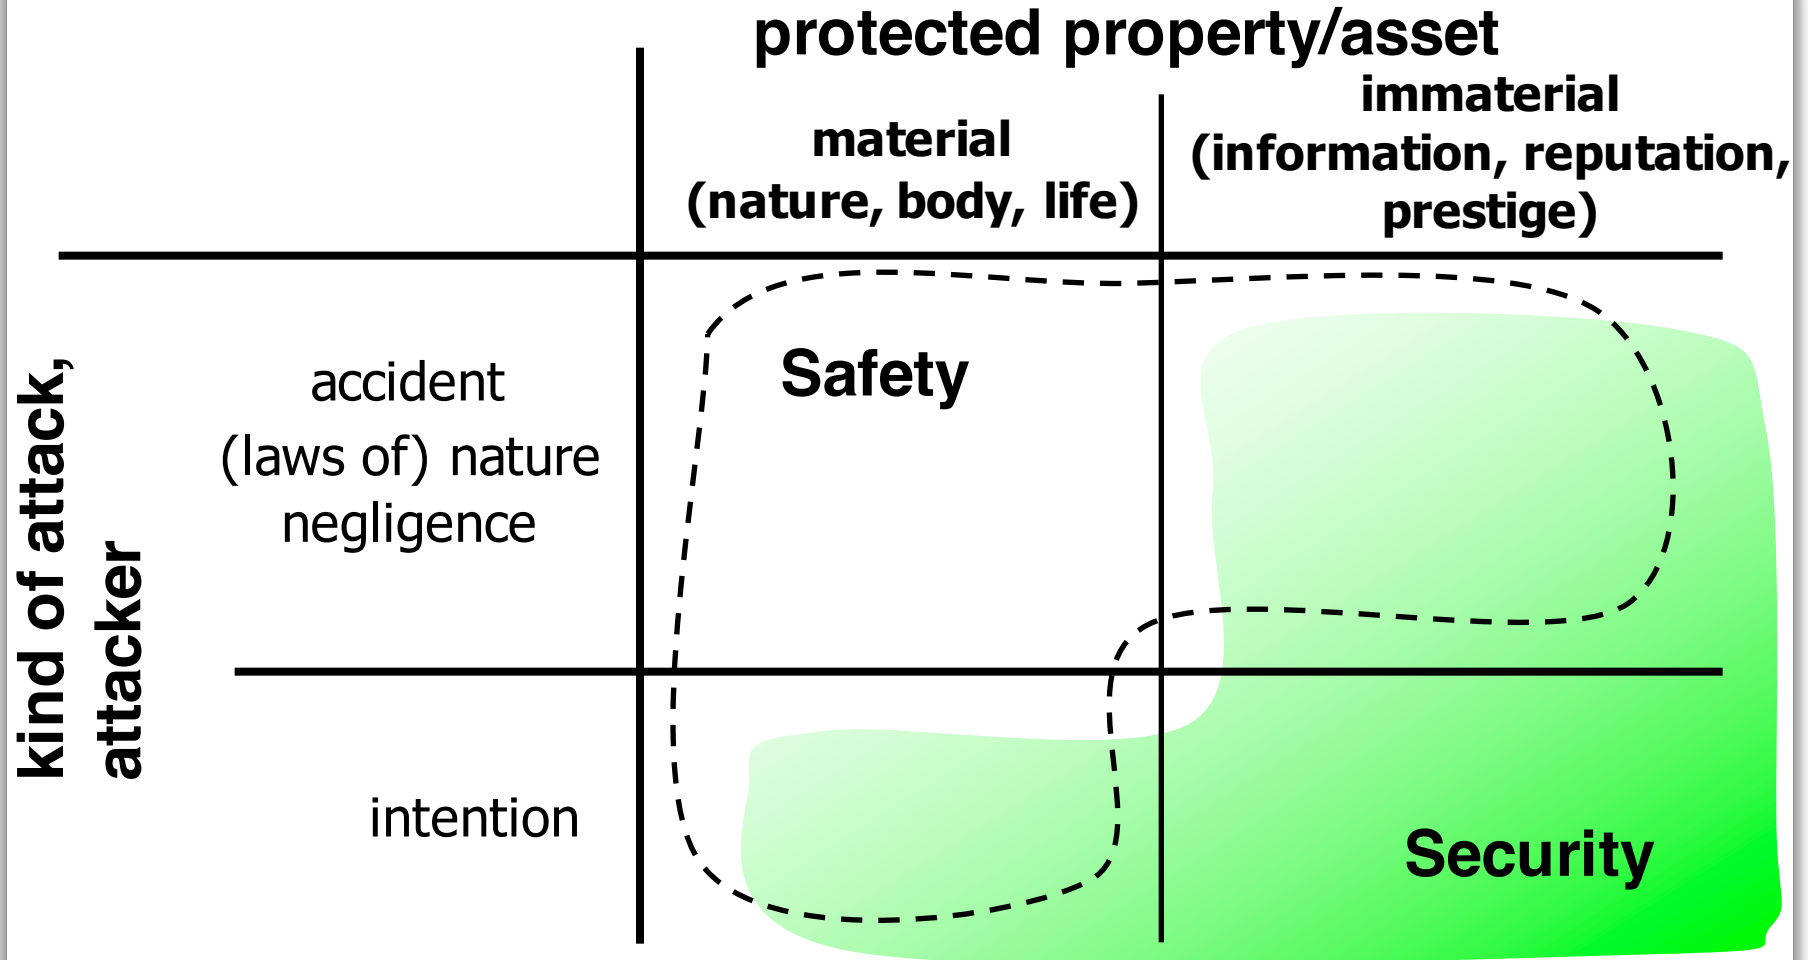 protected property/asset
material
(nature, body, life)
immaterial
(information, reputation,
prestige)
kind of attack,
attacker
accident
(laws of) nature
negligence
Safety
intention
Security